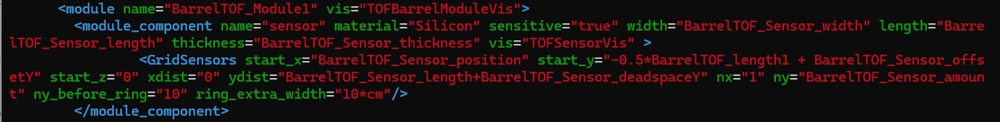 <module name="BarrelTOF_Module1" vis="TOFBarrelModuleVis">
<module_component name="sensor" material="Silicon" sensitive="true" width="BarrelTOF_Sensor_width" length="Barre
lTOF_Sensor_length" thickness="BarrelTOF_Sensor_thickness" vis="TOFSensorVis" >
<GridSensors start_x="BarrelTOF_Sensor_position" start_y="-0.5*BarrelTOF_length1 + BarrelTOF_Sensor_offs
etY" start_z="0" xdist="0" ydist="BarrelTOF_Sensor_length+BarrelTOF_Sensor_deadspaceY" nx="1" ny="BarrelTOF_Sensor_amoun
t" ny_before_ring="10" ring_extra_width="10*cm"/>
</module_component>